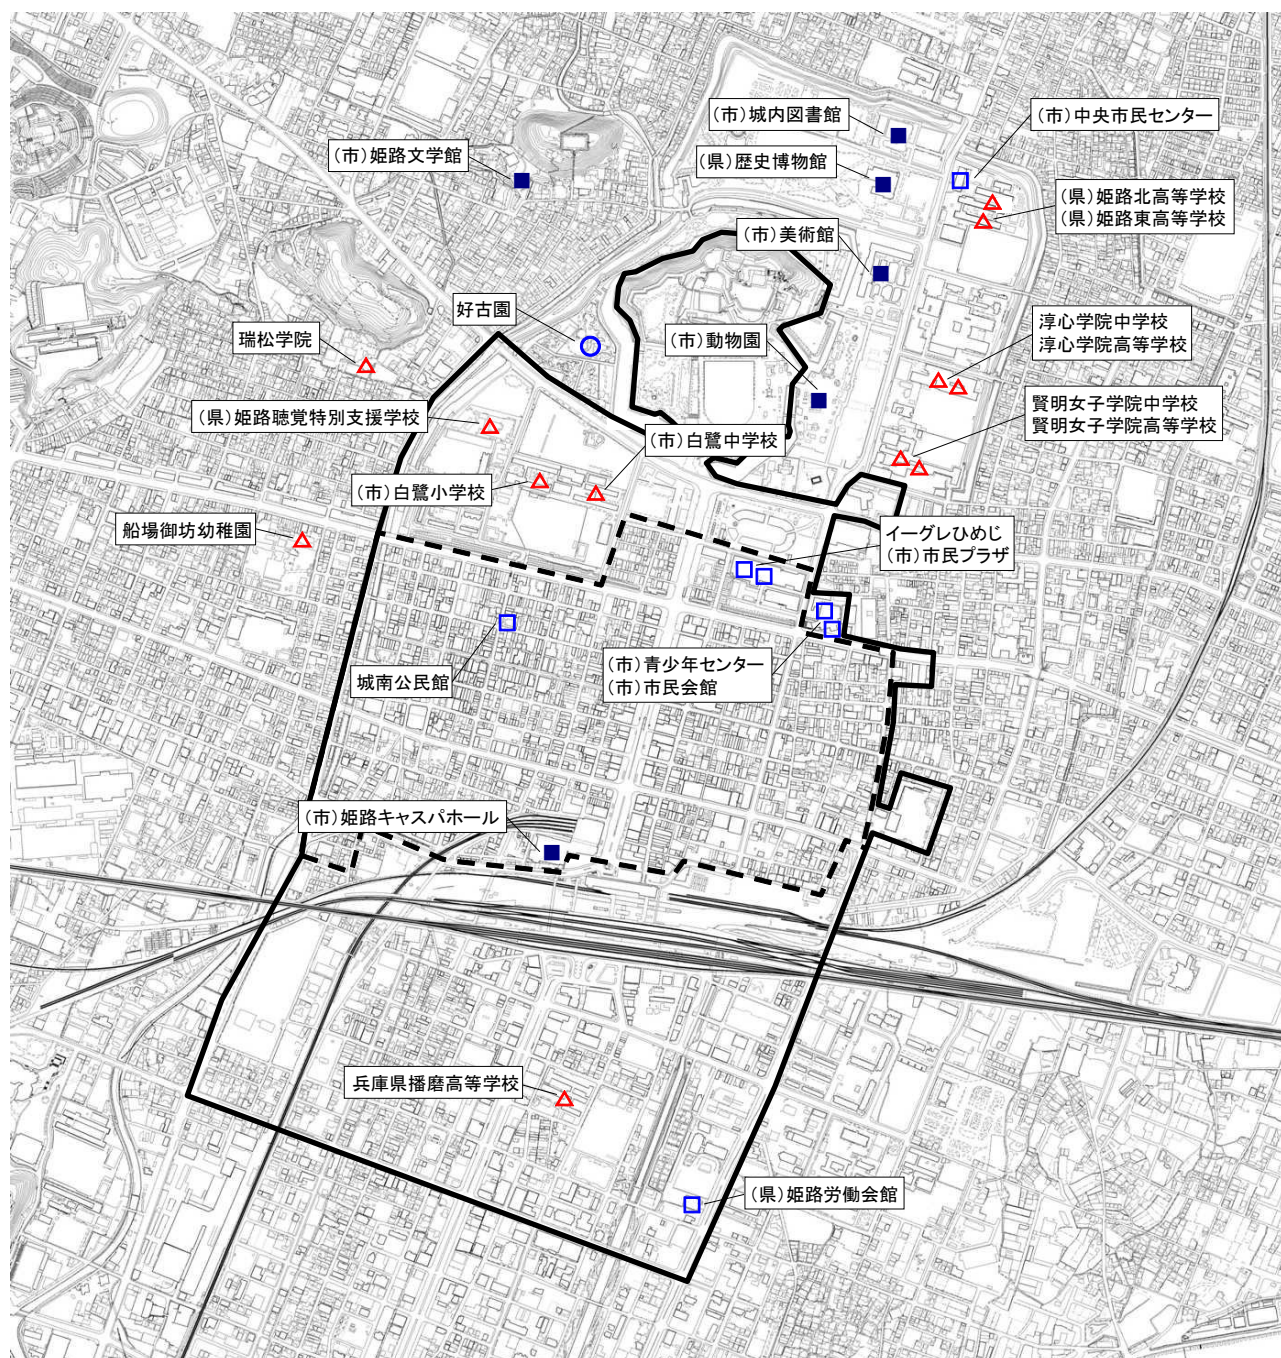 (市)城内図書館
(市)中央市民センター
(市)姫路文学館
(県)歴史博物館
(県)姫路北高等学校
(県)姫路東高等学校
(市)美術館
好古園
淳心学院中学校
淳心学院高等学校
瑞松学院
(市)動物園
賢明女子学院中学校
賢明女子学院高等学校
(県)姫路聴覚特別支援学校
(市)白鷺中学校
(市)白鷺小学校
船場御坊幼稚園
イーグレひめじ
(市)市民プラザ
(市)青少年センター
(市)市民会館
城南公民館
(市)姫路キャスパホール
兵庫県播磨高等学校
(県)姫路労働会館